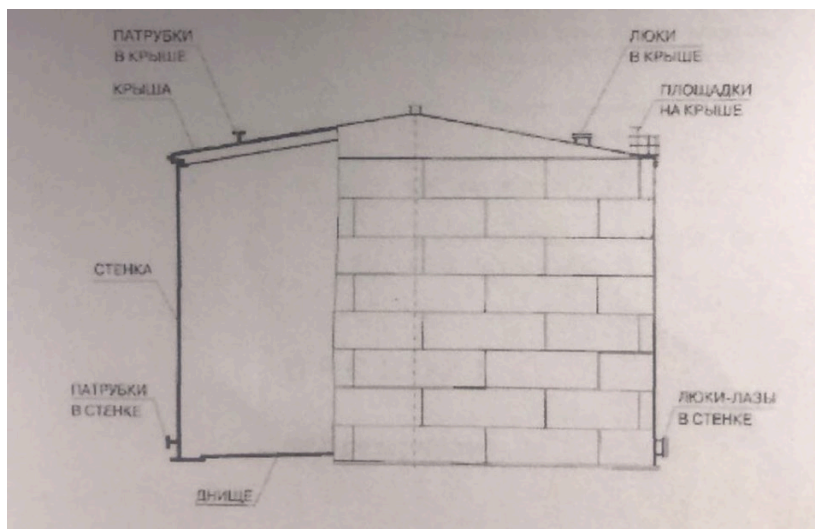 ПАТРУБКИ
В КРЫШЕ
КРЫША
ЛЮКИ
В КРЫШЕ
ПЛОЩАДКИ
НА КРЫШЕ
СТЕНКА
ПАТРУБКИ
В СТЕНКЕ
ЛЮКИ-ЛАЗЫ
В СТЕНКЕ
ДНИЩЕ